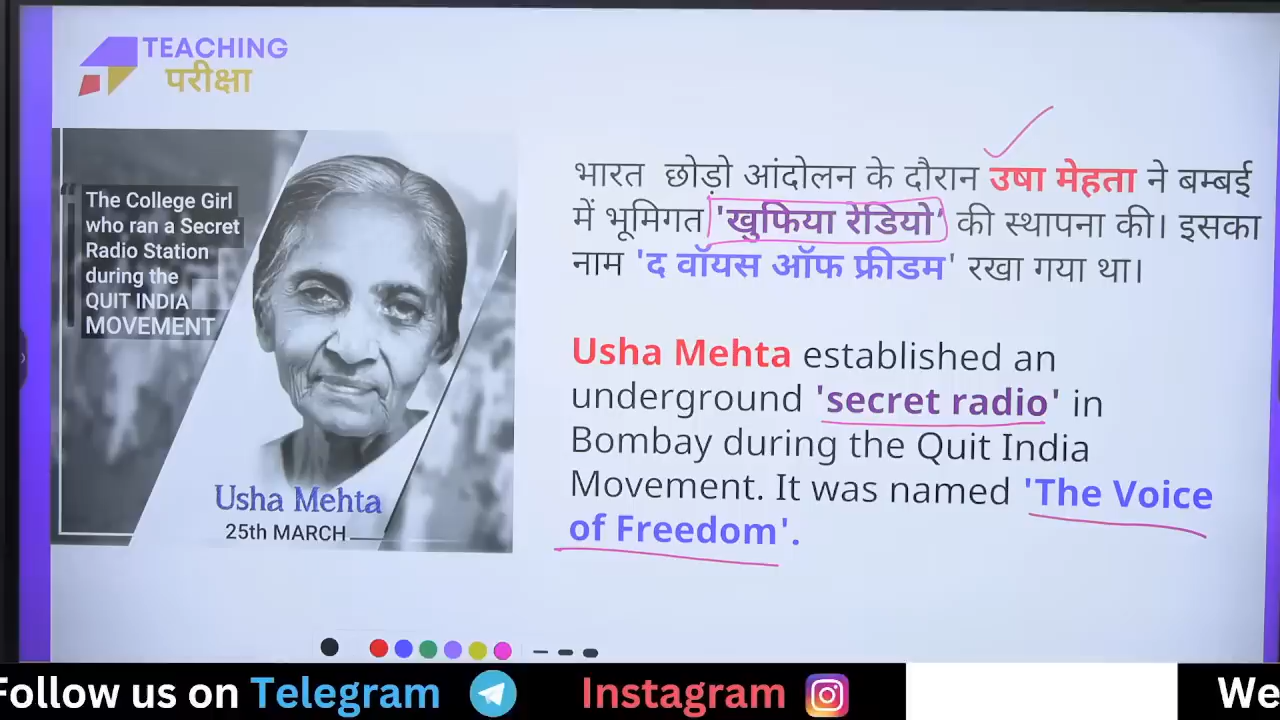 TEACHING
परीक्षा
The College Girl
who ran a Secret
Radio Station
during the
QUIT INDIA
MOVEMENT
Usha Mehta
25th MARCH
भारत छोड़ो आंदोलन के दौरान उषा मेहता ने बम्बई
में भूमिगत 'खुफिया रेडियो' की स्थापना की। इसका
नाम 'द वॉयस ऑफ फ्रीडम' रखा गया था।
Usha Mehta established an
underground 'secret radio' in
Bombay during the Quit India
Movement. It was named 'The Voice
of Freedom'.
Follow us on Telegram Instagram We